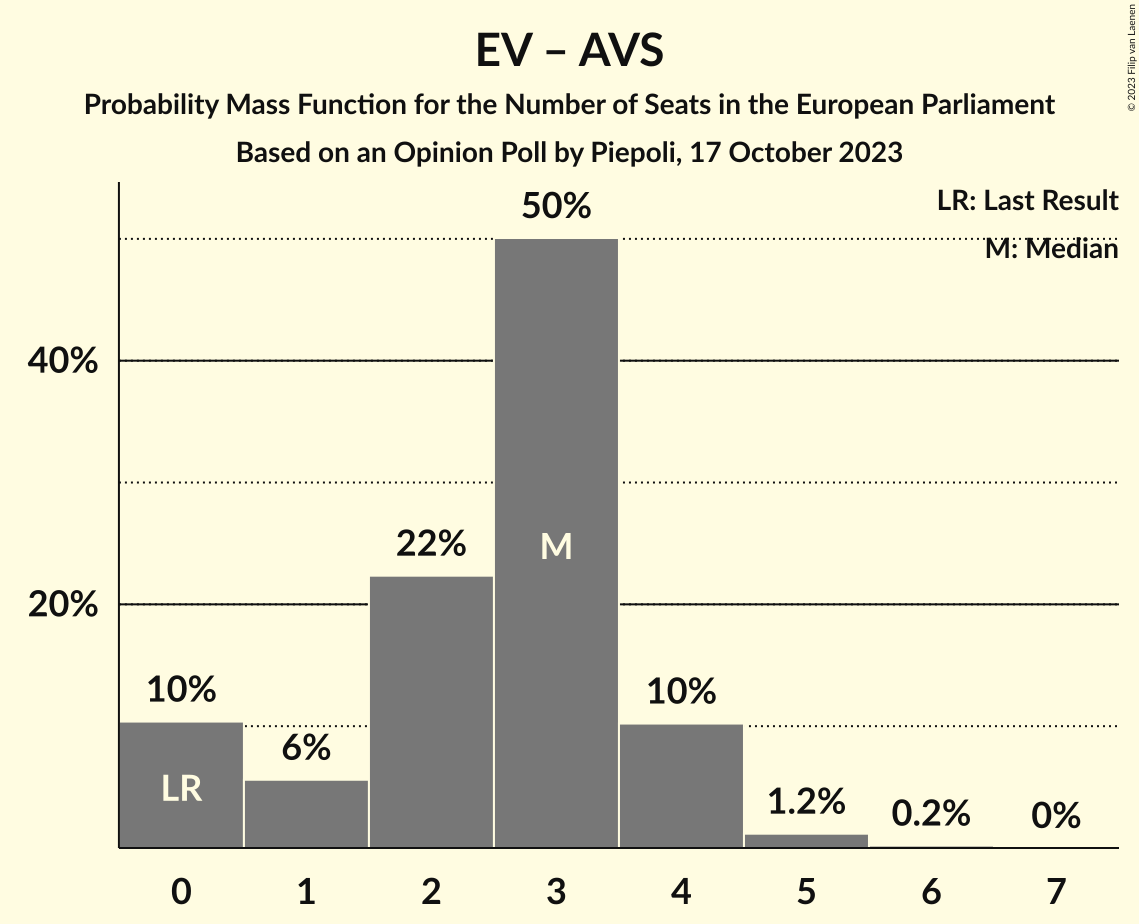 EV – AVS
Probability Mass Function for the Number of Seats in the European Parliament
Based on an Opinion Poll by Piepoli, 17 October 2023
© 2023 Filip van Laenen
LR: Last Result
M: Median
50%
40%
22%
M
20%
10%
10%
6%
LR
1.2%
0.2%
0%
0 1 2 3 4 5 6 7